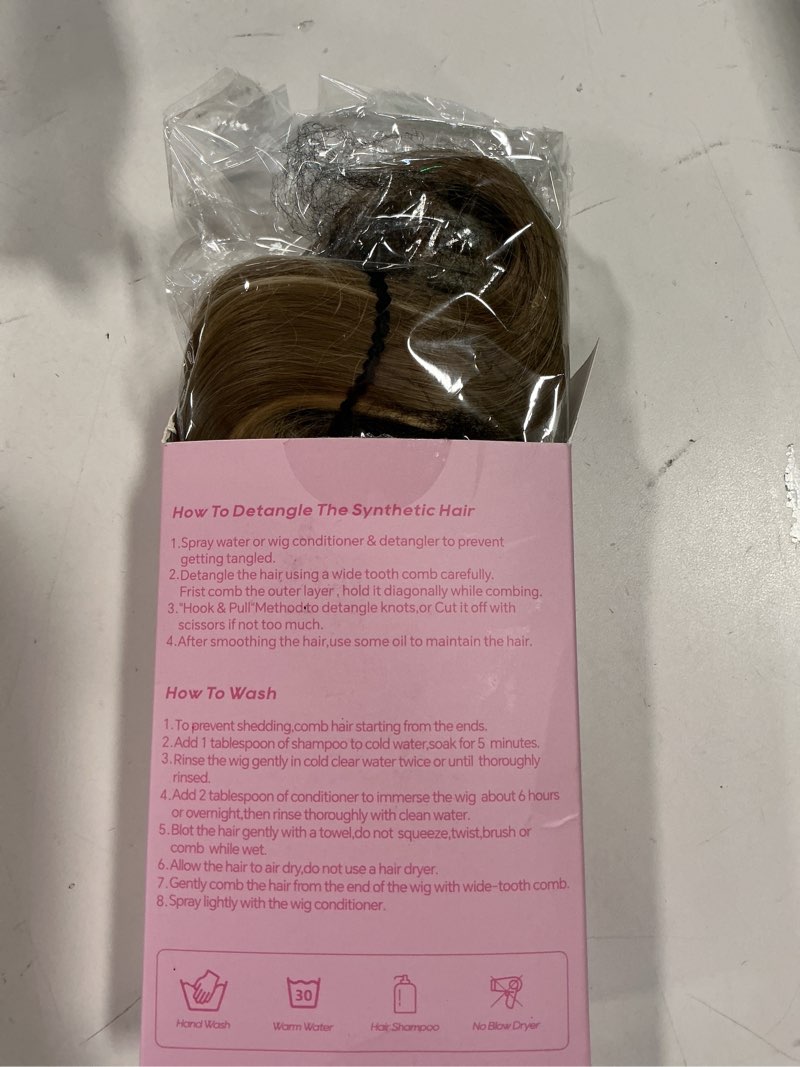 How To Detangle The Synthetic Hair
1.Spray water or wig conditioner & detangler to prevent
getting tangled.
2.Detangle the hair using a wide tooth comb carefully.
Frist comb the outer layer , hold it diagonally while combing.
3."Hook & Pull"Method to detangle knots,or Cut it off with
scissors if not too much.
4.After smoothing the hair,use some oil to maintain the hair.
How To Wash
1.To prevent shedding,comb hair starting from the ends.
2.Add 1 tablespoon of shampoo to cold water,soak for 5 minutes.
3.Rinse the wig gently in cold clear water twice or until thoroughly
rinsed.
4.Add 2 tablespoon of conditioner to immerse the wig about 6 hours
or overnight,then rinse thoroughly with clean water.
5.Blot the hair gently with a towel,do not squeeze,twist,brush or
comb while wet.
6.Allow the hair to air dry,do not use a hair dryer.
7.Gently comb the hair from the end of the wig with wide-tooth comb.
8.Spray lightly with the wig conditioner.
30
Hand Wash Warm Water Hair Shampoo No Blow Dryer